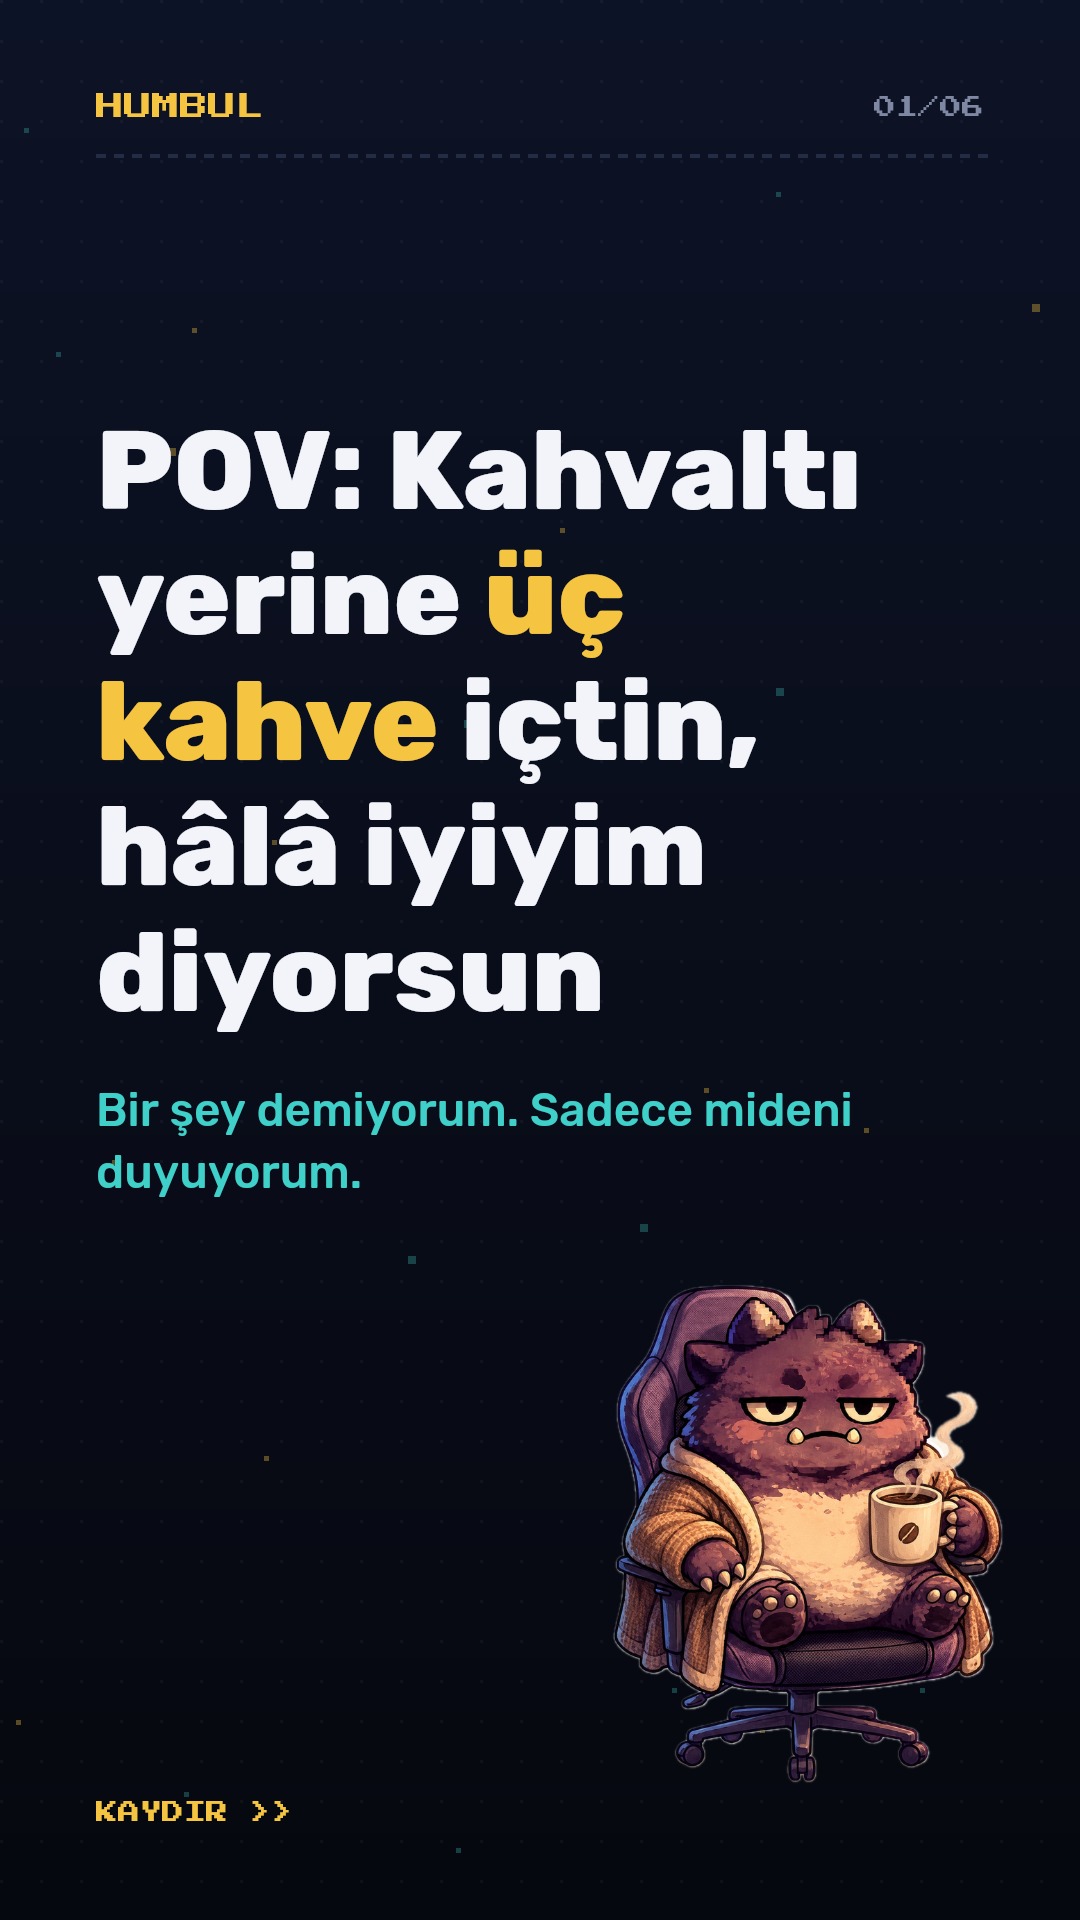 HUMBUL
01/06
POV: Kahvaltı
yerine üç
kahve içtin,
hâlâ iyiyim
diyorsun
Bir şey demiyorum. Sadece mideni
duyuyorum.
KAYDIR >>